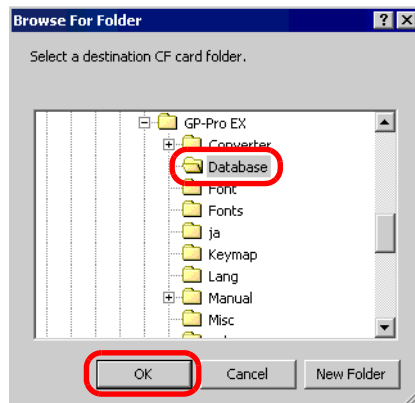 Browse For Folder
Select a destination CF card folder.
GP-Pro EX
Converter
Database
Font
Fonts
ja
Keymap
Lang
Manual
Misc
OK Cancel New Folder